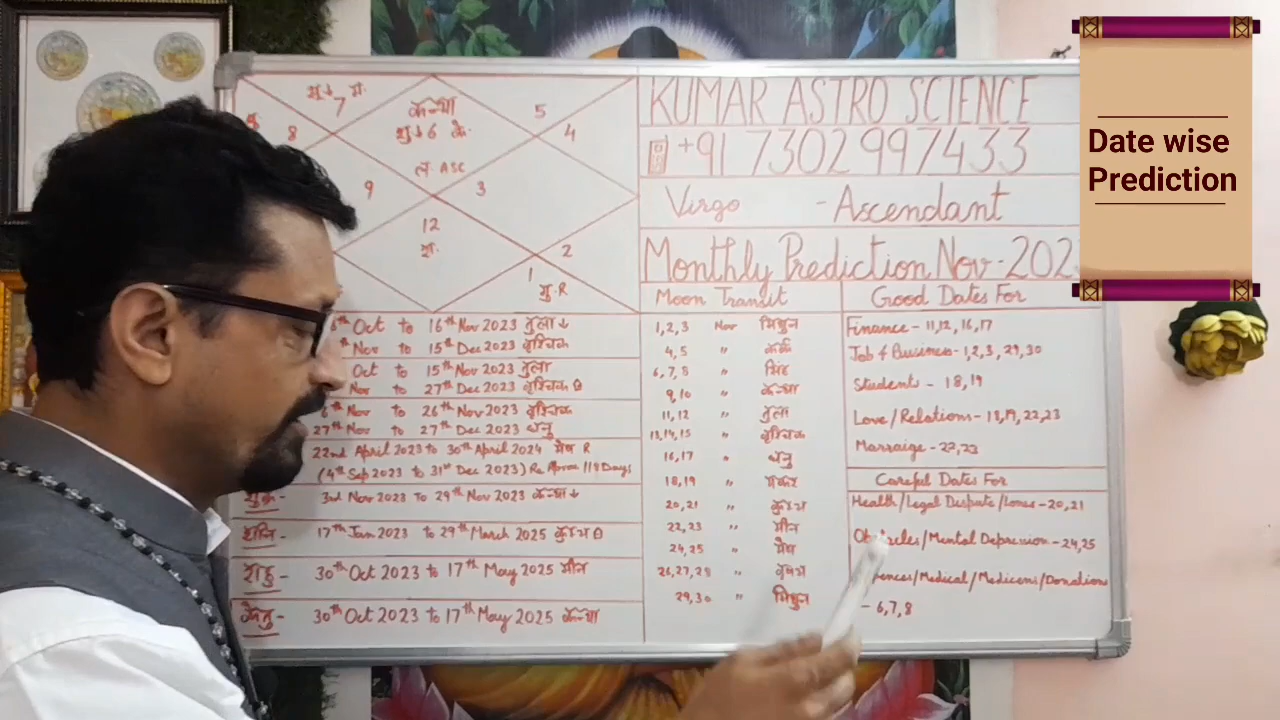 Date wise
Prediction
KUMAR ASTRO SCIENCE
+91 7302997433
Virgo - Ascendant
Monthly Prediction Nov-202
7
8
कन्या
6 के.
5
4
ल. ASC
9
3
12
रा.
2
1
गु. R
Oct to 16th Nov 2023 तुला ↓
Nov to 15th Dec 2023 वृश्चिक
Oct to 15th Nov 2023 तुला
Nov to 27th Dec 2023 वृश्चिक
6th Nov to 26th Nov 2023 वृश्चिक
27th Nov to 27th Dec 2023 धनु
22nd April 2023 to 30th April 2024 मेष R
(4th Sep 2023 to 31st Dec 2023) 118 Days
शुक्र - 3rd Nov 2023 To 29th Nov 2023 कन्या ↓
शनि - 17th Jan 2023 to 29th March 2025 कुम्भ
राहु - 30th Oct 2023 to 17th May 2025 मीन
केतु - 30th Oct 2023 to 17th May 2025 कन्या
Moon Transit
1,2,3 Nov मिथुन
4,5 " कर्क
6,7,8 सिंह
9,10 " कन्या
11,12 " तुला
13,14,15 " वृश्चिक
16,17 " धनु
18,19 " मकर
20,21 " कुम्भ
22,23 " मीन
24,25 " मेष
26,27,28 " वृषभ
29,30 " मिथुन
Good Dates For
Finance - 11,12,16,17
Job & Business - 1,2,3,29,30
Students - 18,19
Love/Relations - 18,19,22,23
Marraige - 22,23
Careful Dates For
Health/Legal Dispute/Loans - 20,21
/Mental Depression - 24,25
/Medical/Medicens/Donations
- 6,7,8